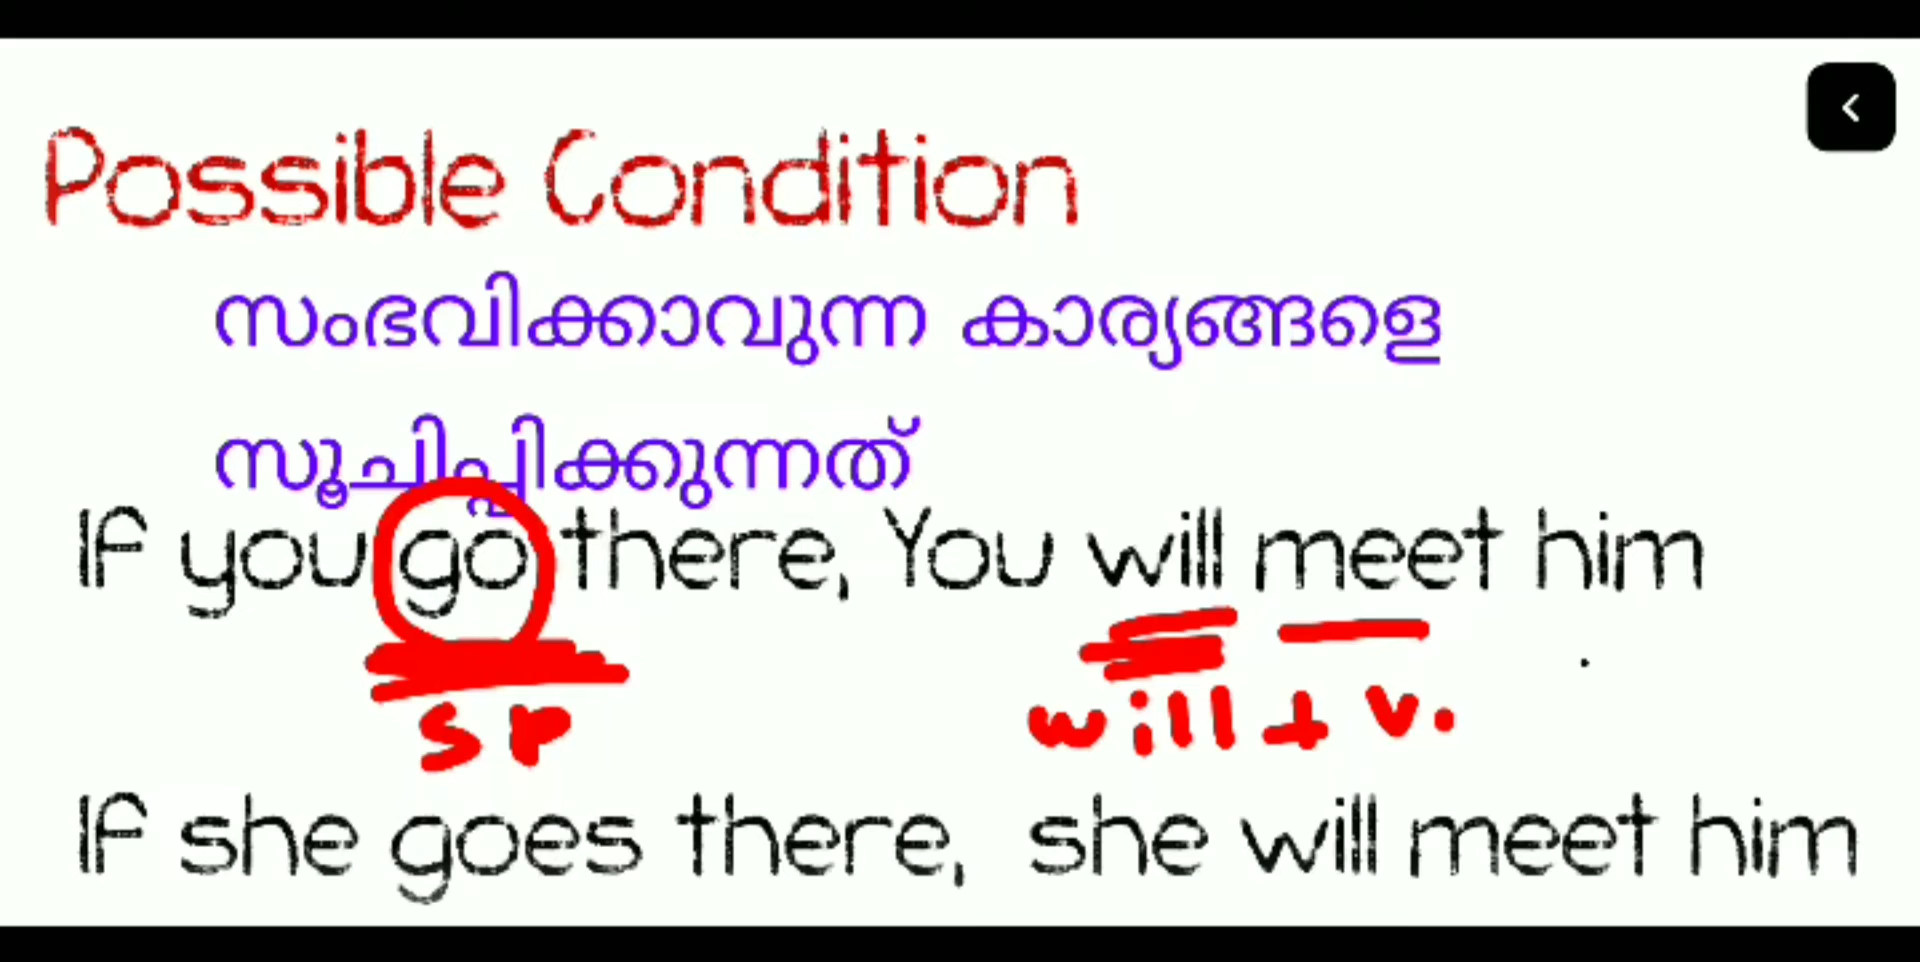 Possible Condition
സംഭവിക്കാവുന്ന കാര്യങ്ങളെ
സൂചിപ്പിക്കുന്നത്
If you go there, You will meet him
SP will + V.
If she goes there, she will meet him